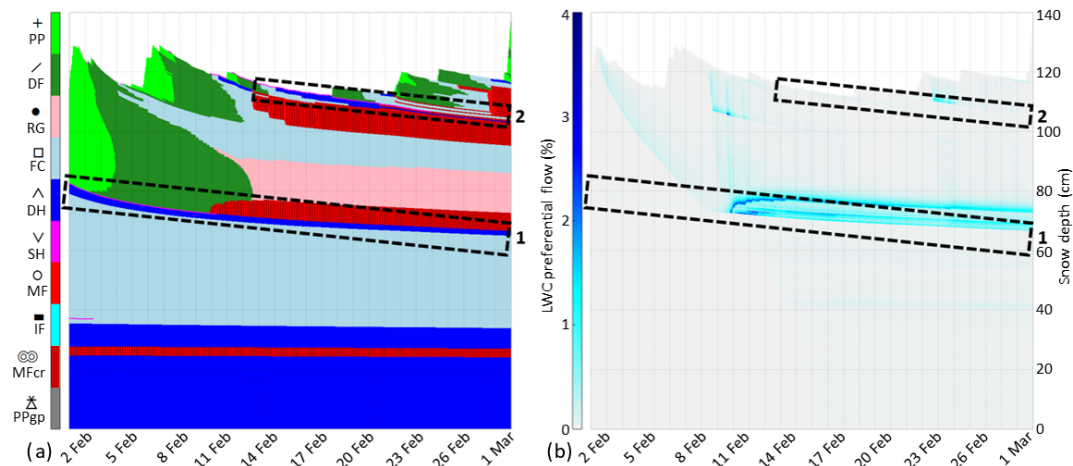 +
PP
/
DF
●
RG
□
FC
∧
DH
∨
SH
○
MF
▬
IF
◎◎
MFcr
PPgp
(a)
2 Feb
5 Feb
8 Feb
11 Feb
14 Feb
17 Feb
20 Feb
23 Feb
26 Feb
1 Mar
2
1
4
3
2
1
0
LWC preferential flow (%)
(b)
2 Feb
5 Feb
8 Feb
11 Feb
14 Feb
17 Feb
20 Feb
23 Feb
26 Feb
1 Mar
2
1
140
120
100
80
60
40
20
0
Snow depth (cm)